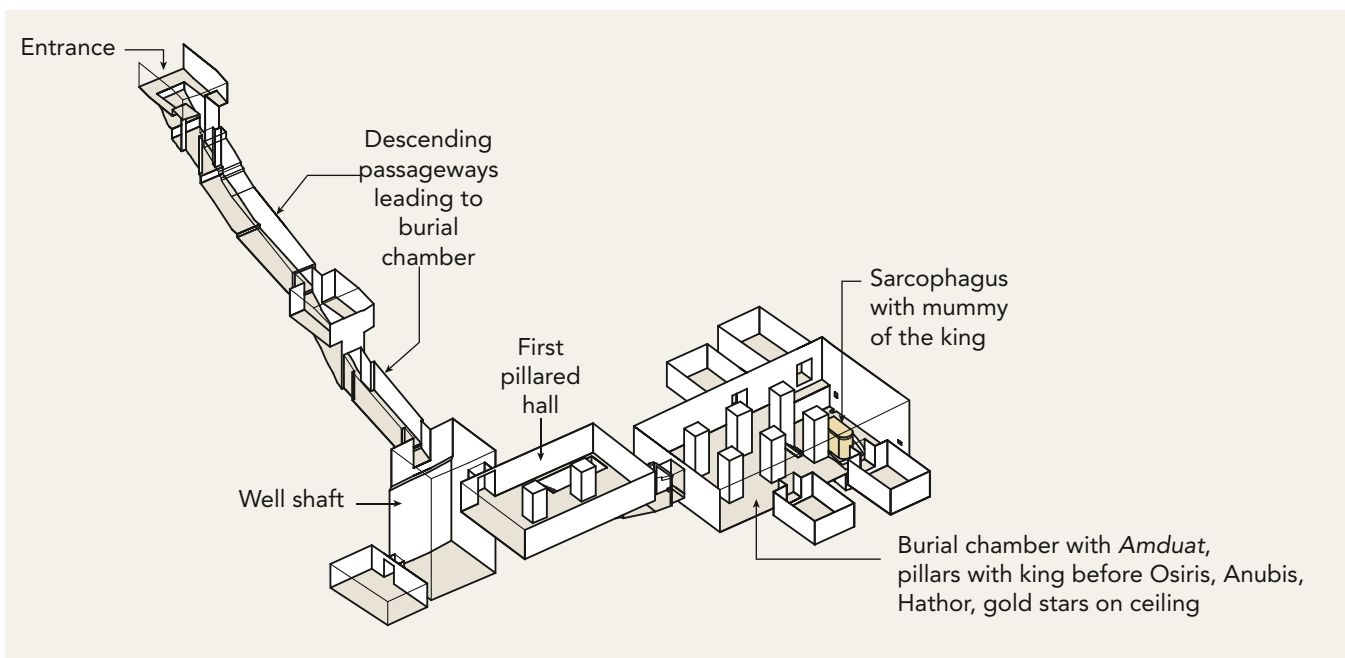 Entrance
Descending
passageways
leading to
burial
chamber
Sarcophagus
with mummy
of the king
First
pillared
hall
Well shaft
Burial chamber with Amduat,
pillars with king before Osiris, Anubis,
Hathor, gold stars on ceiling